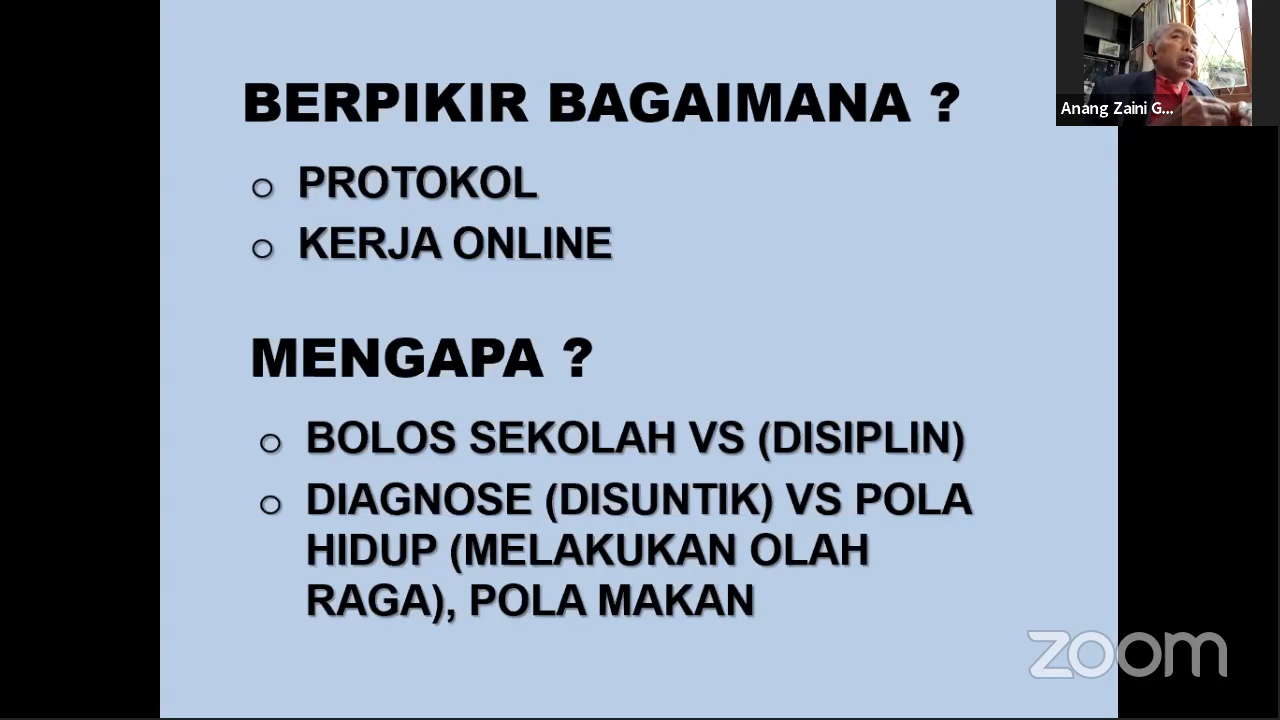 BERPIKIR BAGAIMANA ?
o PROTOKOL
o KERJA ONLINE
MENGAPA ?
o BOLOS SEKOLAH VS (DISIPLIN)
o DIAGNOSE (DISUNTIK) VS POLA
HIDUP (MELAKUKAN OLAH
RAGA), POLA MAKAN
Anang Zaini G...
zoom